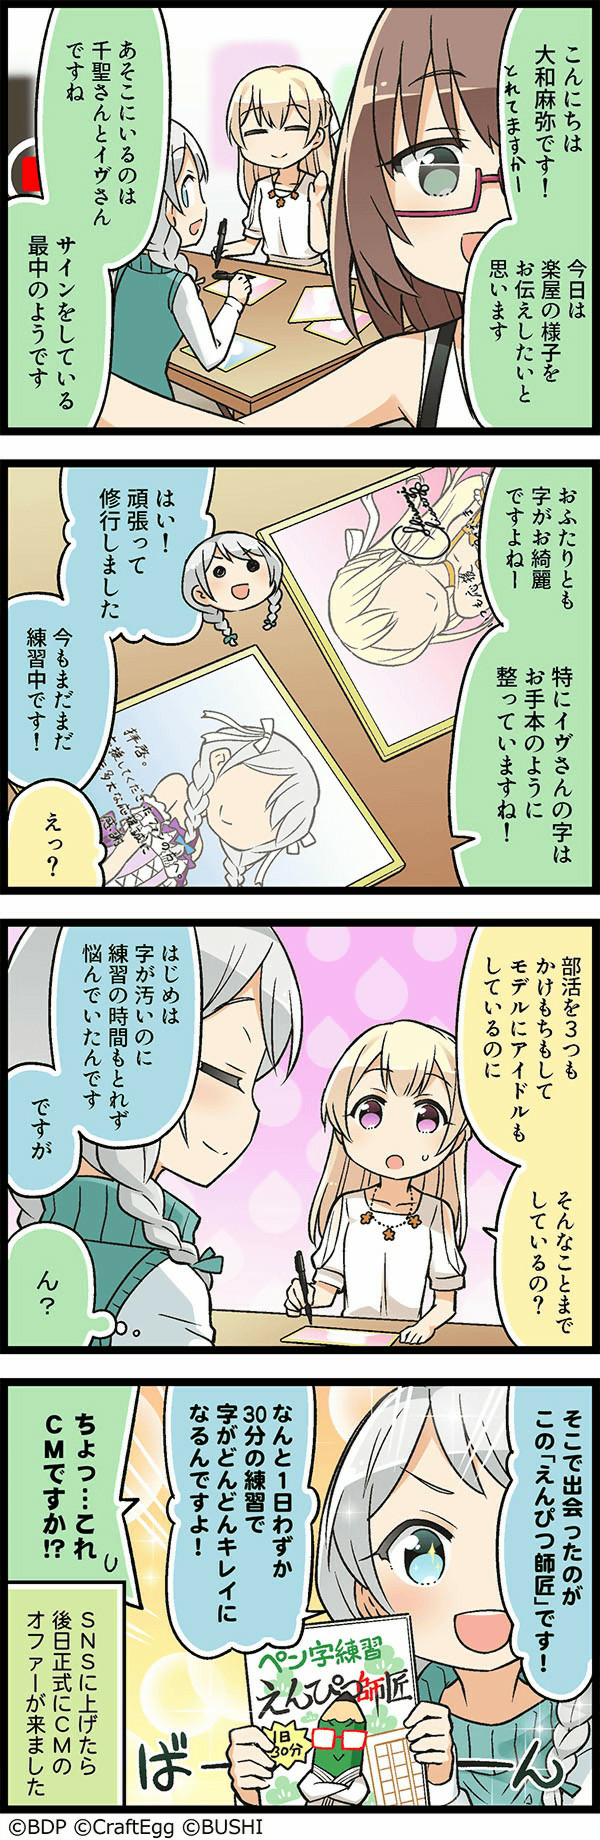 こんにちは
大和麻弥です！
とれてますかー
今日は
楽屋の様子を
お伝えしたいと
思います
あそこにいるのは
千聖さんとイヴさん
ですね
サインをしている
最中のようです
おふたりとも
字がお綺麗
ですよねー
特にイヴさんの字は
お手本のように
整っていますね！
はい！
頑張って
修行しました
今もまだまだ
練習中です！
えっ？
部活を３つも
かけもちもして
モデルにアイドルも
しているのに
そんなことまで
しているの？
はじめは
字が汚いのに
練習の時間もとれず
悩んでいたんです
ですが
ん？
そこで出会ったのが
この「えんぴつ師匠」です！
なんと１日わずか
30分の練習で
字がどんどんキレイに
なるんですよ！
ペン字練習
えんぴつ師匠
1日
30分
ばーーん
ちょっ…これ
ＣＭですか!?
ＳＮＳに上げたら
後日正式にＣＭの
オファーが来ました
©BDP ©CraftEgg ©BUSHI